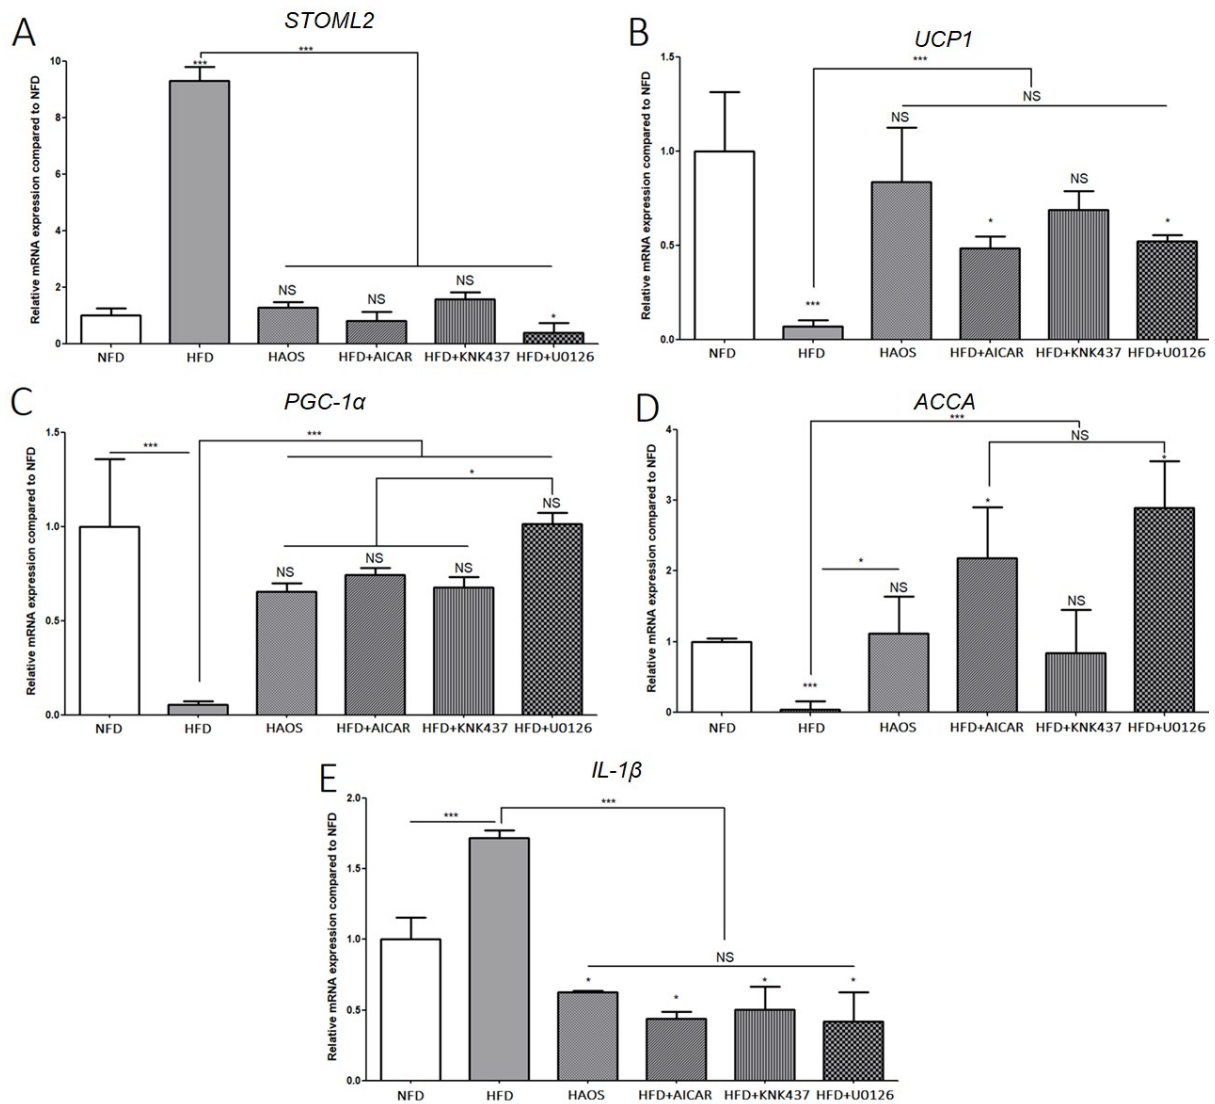 A
STOML2
Relative mRNA expression compared to NFD
10
8
6
4
2
0
***
***
NS
NS
NS
*
NFD
HFD
HAOS
HFD+AICAR
HFD+KNK437
HFD+U0126
B
UCP1
Relative mRNA expression compared to NFD
1.5
1.0
0.5
0.0
***
NS
NS
NS
*
*
***
NFD
HFD
HAOS
HFD+AICAR
HFD+KNK437
HFD+U0126
C
PGC-1α
Relative mRNA expression compared to NFD
1.5
1.0
0.5
0.0
***
***
*
NS
NS
NS
NS
NFD
HFD
HAOS
HFD+AICAR
HFD+KNK437
HFD+U0126
D
ACCA
Relative mRNA expression compared to NFD
4
3
2
1
0
***
NS
*
*
*
NS
NS
***
NFD
HFD
HAOS
HFD+AICAR
HFD+KNK437
HFD+U0126
E
IL-1β
Relative mRNA expression compared to NFD
2.0
1.5
1.0
0.5
0.0
***
***
NS
*
*
*
*
NFD
HFD
HAOS
HFD+AICAR
HFD+KNK437
HFD+U0126